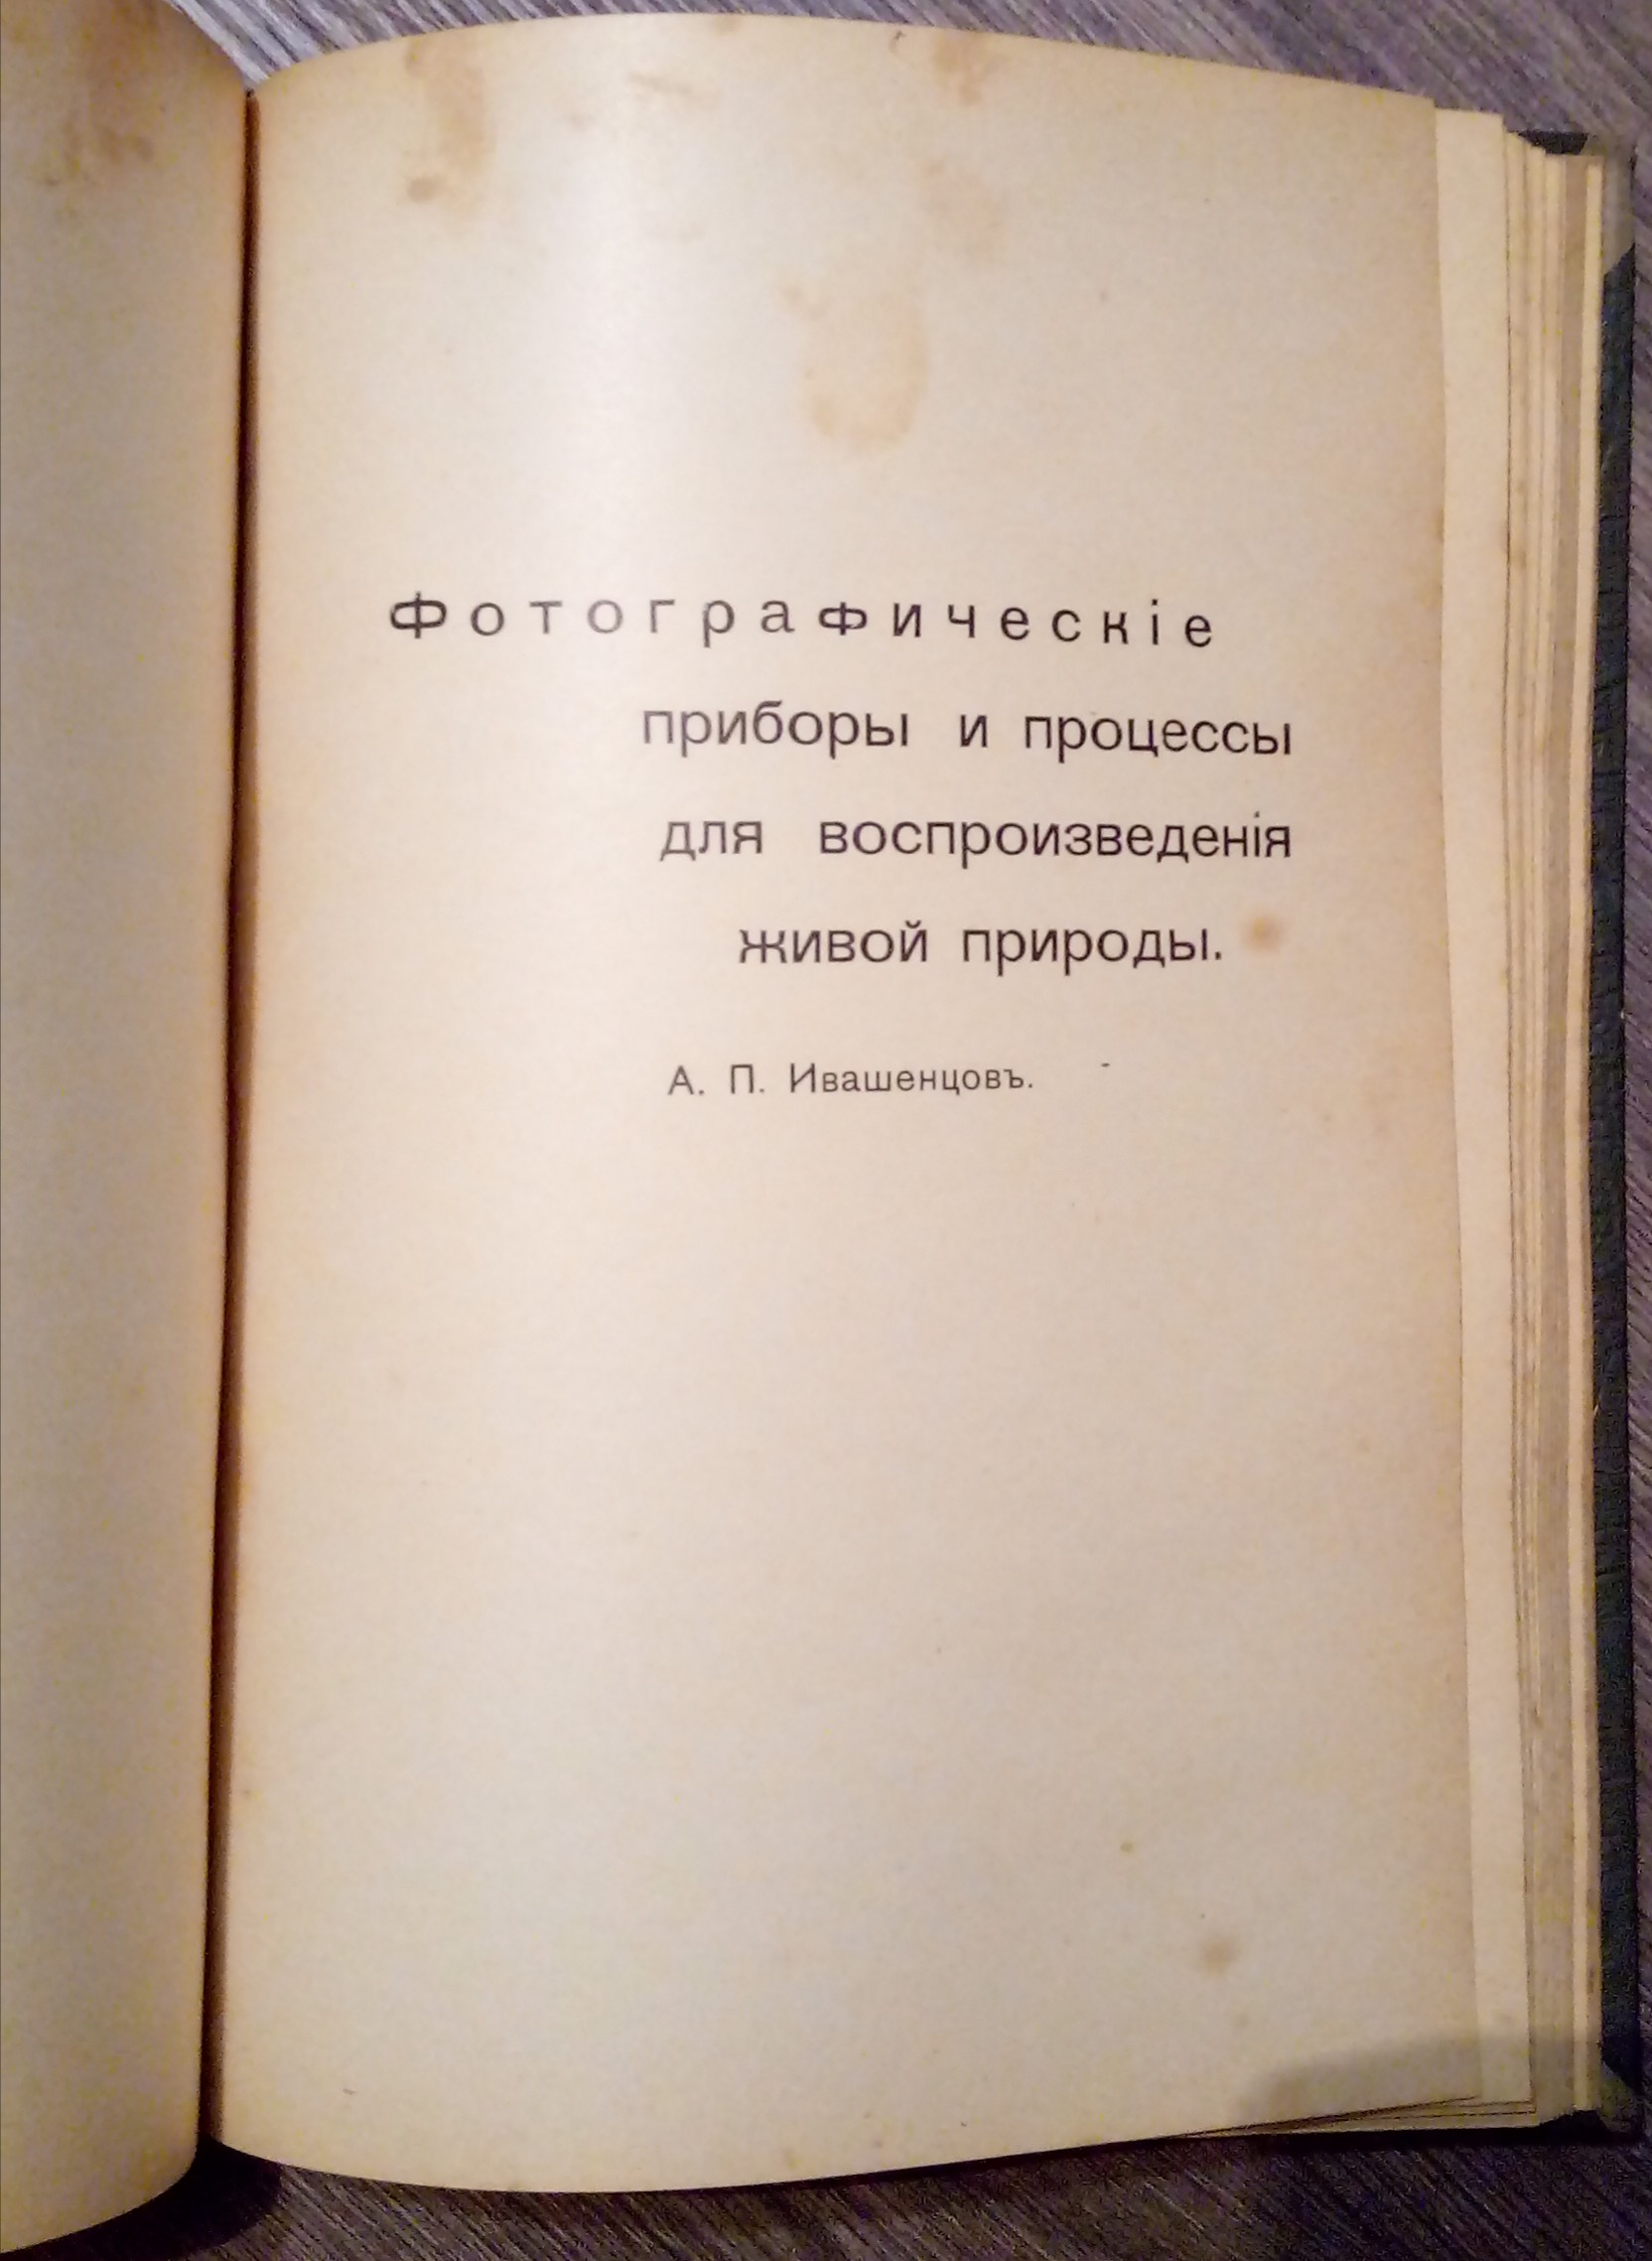 Фотографическіе
приборы и процессы
для воспроизведенія
живой природы.
А. П. Ивашенцовъ.